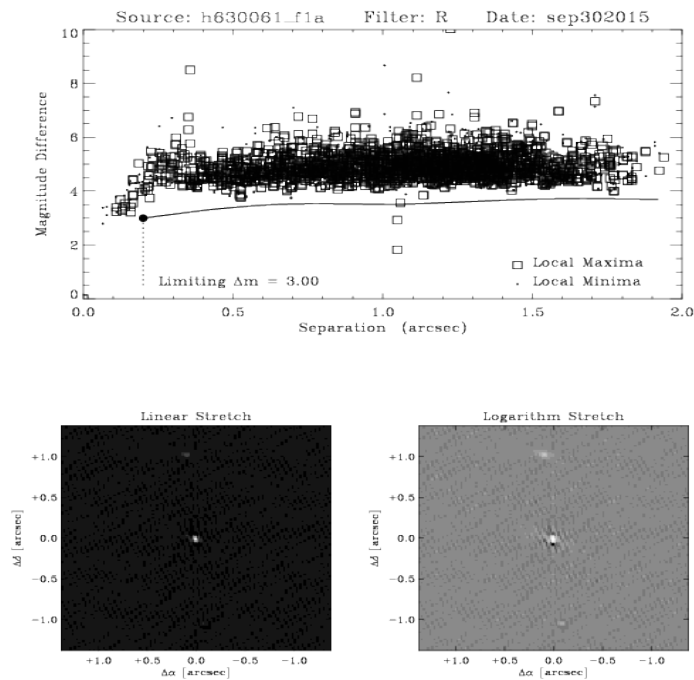 Source: h630061_f1a Filter: R Date: sep302015
10
8
6
4
2
0
Magnitude Difference
Limiting Δm = 3.00
Local Maxima
Local Minima
0.0 0.5 1.0 1.5 2.0
Separation (arcsec)
Linear Stretch
+1.0
+0.5
-0.0
-0.5
-1.0
Δδ [arcsec]
+1.0 +0.5 0.0 -0.5 -1.0
Δα [arcsec]
Logarithm Stretch
+1.0
+0.5
-0.0
-0.5
-1.0
Δδ [arcsec]
+1.0 +0.5 0.0 -0.5 -1.0
Δα [arcsec]